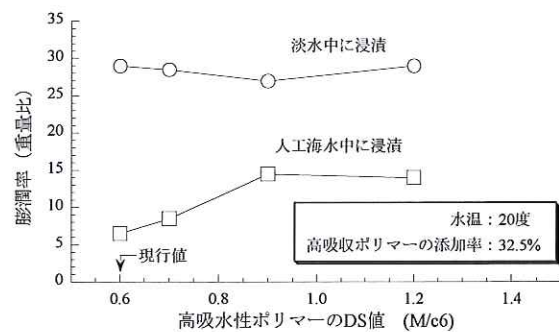 35
30
25
20
15
10
5
0
膨潤率 (重量比)
淡水中に浸漬
人工海水中に浸漬
現行値
水温:20度
高吸収ポリマーの添加率:32.5%
0.6 0.8 1.0 1.2 1.4
高吸水性ポリマーのDS値 (M/c6)